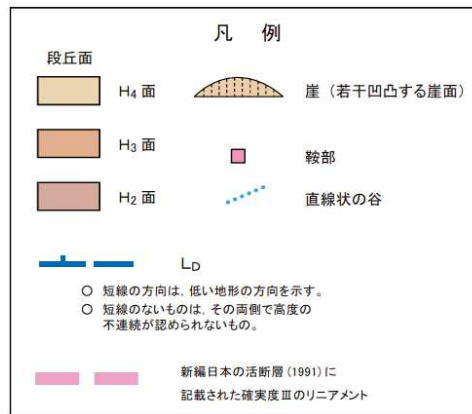 凡 例
段丘面
H4 面
崖（若干凹凸する崖面）
H3 面
鞍部
H2 面
直線状の谷
LD
○ 短線の方向は，低い地形の方向を示す。
○ 短線のないものは，その両側で高度の
不連続が認められないもの。
新編日本の活断層(1991)に
記載された確実度Ⅲのリニアメント